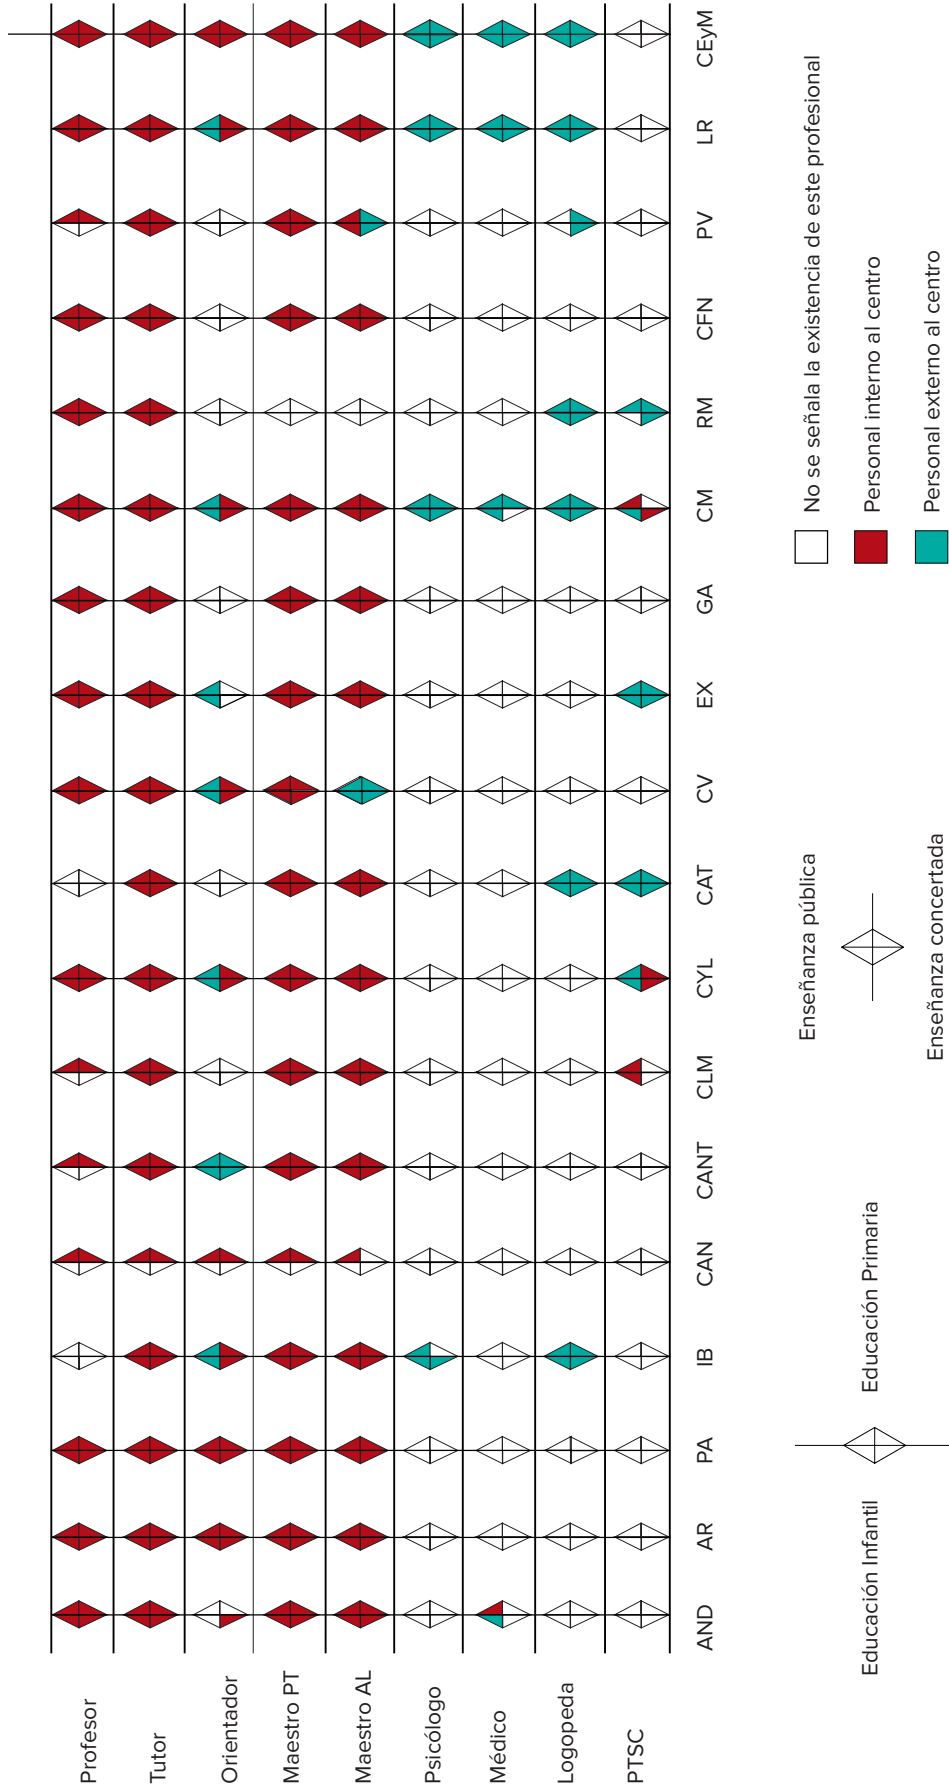 Profesor
Tutor
Orientador
Maestro PT
Maestro AL
Psicólogo
Médico
Logopeda
PTSC
AND
AR
PA
IB
CAN
CANT
CLM
CYL
CAT
CV
EX
GA
CM
RM
CFN
PV
LR
CEyM
Educación Infantil
Educación Primaria
Enseñanza pública
Enseñanza concertada
No se señala la existencia de este profesional
Personal interno al centro
Personal externo al centro